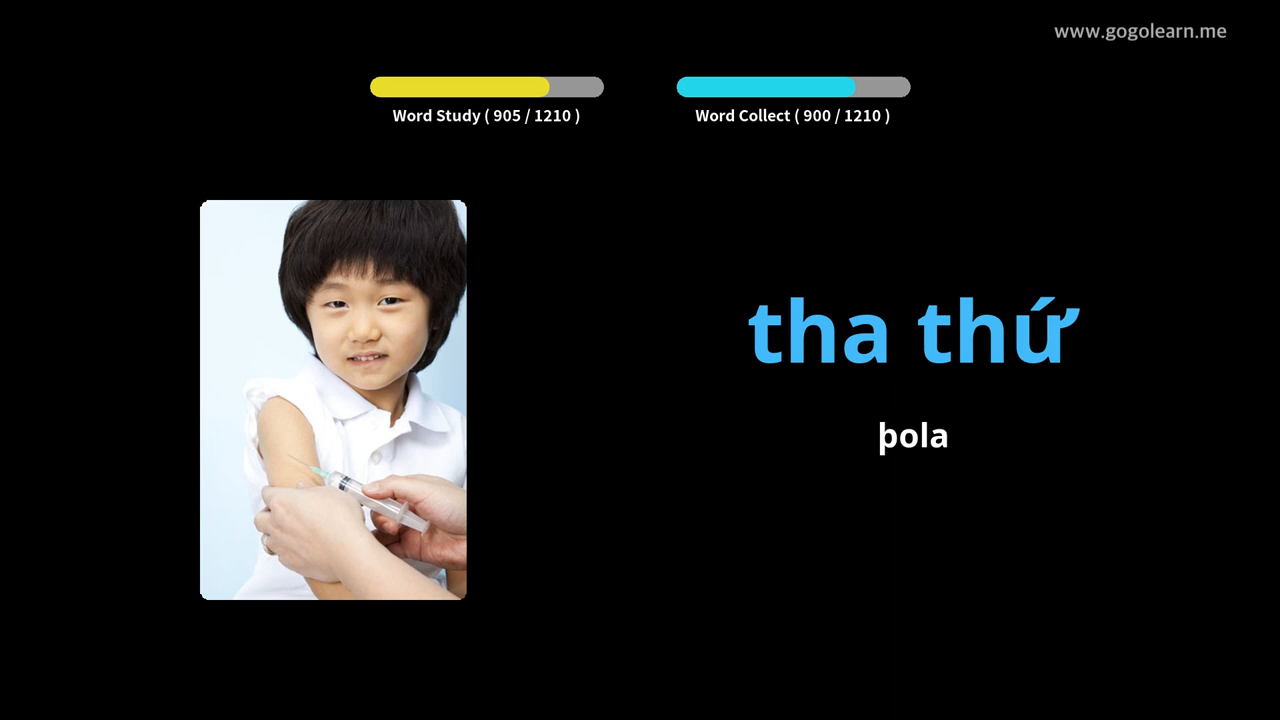 www.gogolearn.me
Word Study ( 905 / 1210 )
Word Collect ( 900 / 1210 )
tha thứ
þola